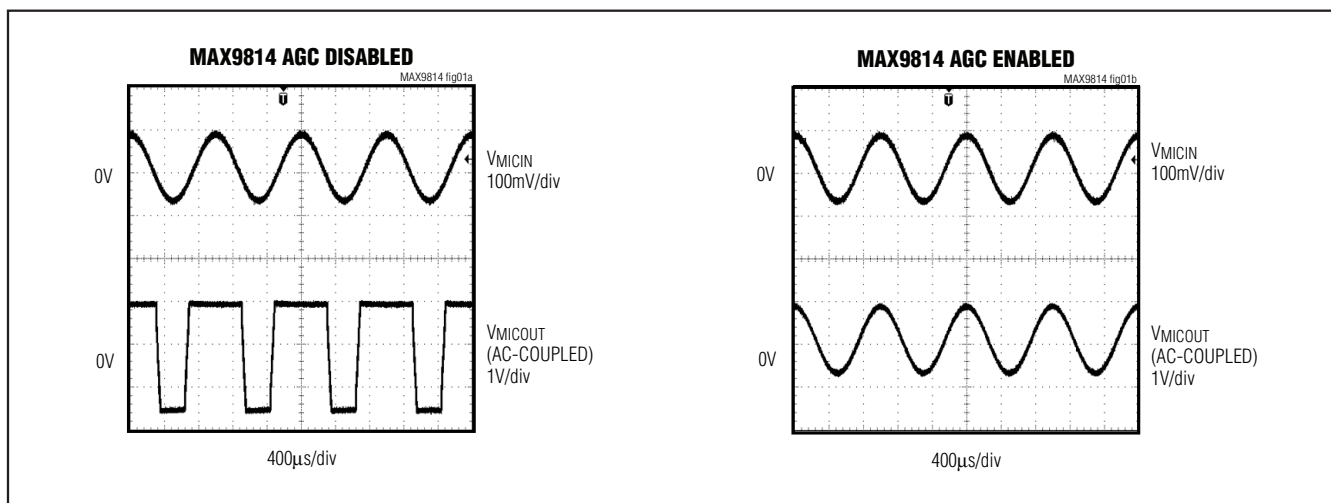 MAX9814 AGC DISABLED
MAX9814 fig01a
T
0V
VMICIN
100mV/div
0V
VMICOUT
(AC-COUPLED)
1V/div
400µs/div
MAX9814 AGC ENABLED
MAX9814 fig01b
T
0V
VMICIN
100mV/div
0V
VMICOUT
(AC-COUPLED)
1V/div
400µs/div